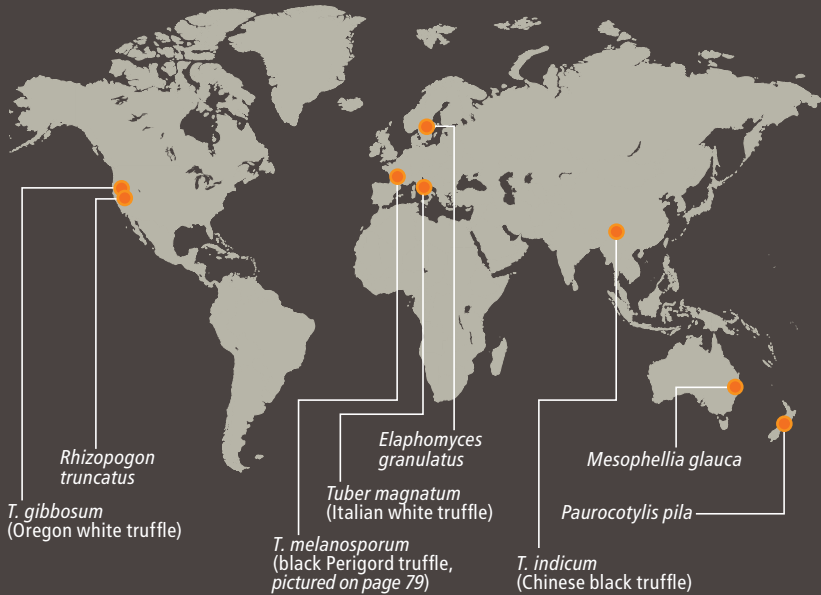 Rhizopogon
truncatus
T. gibbosum
(Oregon white truffle)
Elaphomyces
granulatus
Tuber magnatum
(Italian white truffle)
T. melanosporum
(black Perigord truffle,
pictured on page 79)
Mesophellia glauca
Paurocotylis pila
T. indicum
(Chinese black truffle)